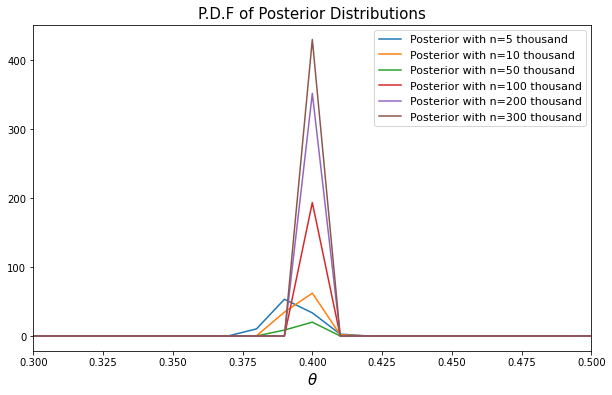 P.D.F of Posterior Distributions
Posterior with n=5 thousand
Posterior with n=10 thousand
Posterior with n=50 thousand
Posterior with n=100 thousand
Posterior with n=200 thousand
Posterior with n=300 thousand
400
300
200
100
0
0.300 0.325 0.350 0.375 0.400 0.425 0.450 0.475 0.500
θ